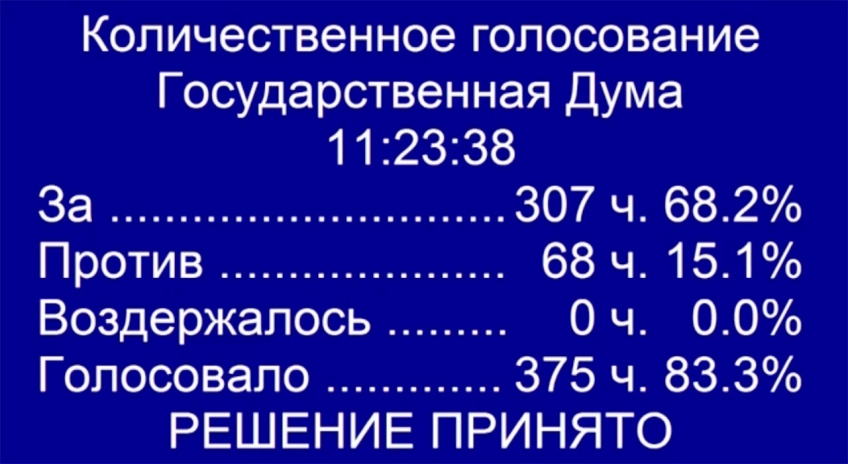 Количественное голосование
Государственная Дума
11:23:38
За ............................. 307 ч. 68.2%
Против ..................... 68 ч. 15.1%
Воздержалось ......... 0 ч. 0.0%
Голосовало ............. 375 ч. 83.3%
РЕШЕНИЕ ПРИНЯТО